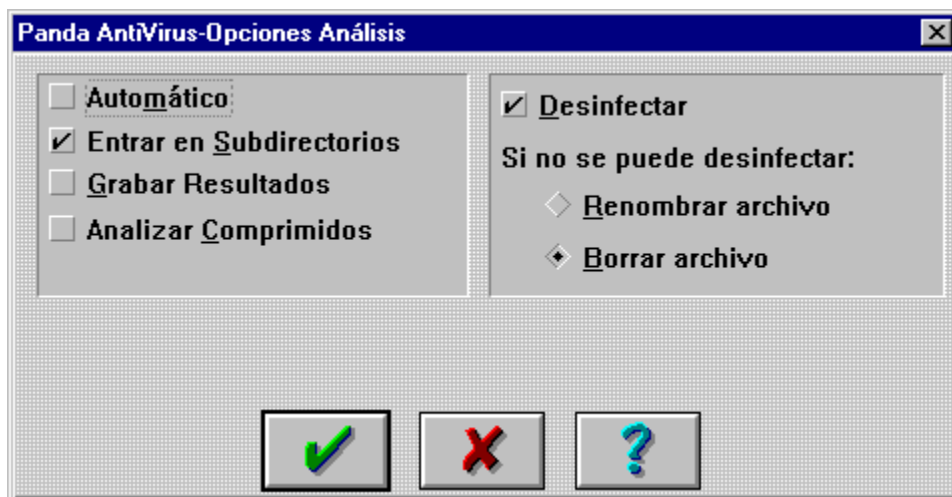 Panda AntiVirus-Opciones Análisis
Automático
Entrar en Subdirectorios
Grabar Resultados
Analizar Comprimidos
Desinfectar
Si no se puede desinfectar:
Renombrar archivo
Borrar archivo